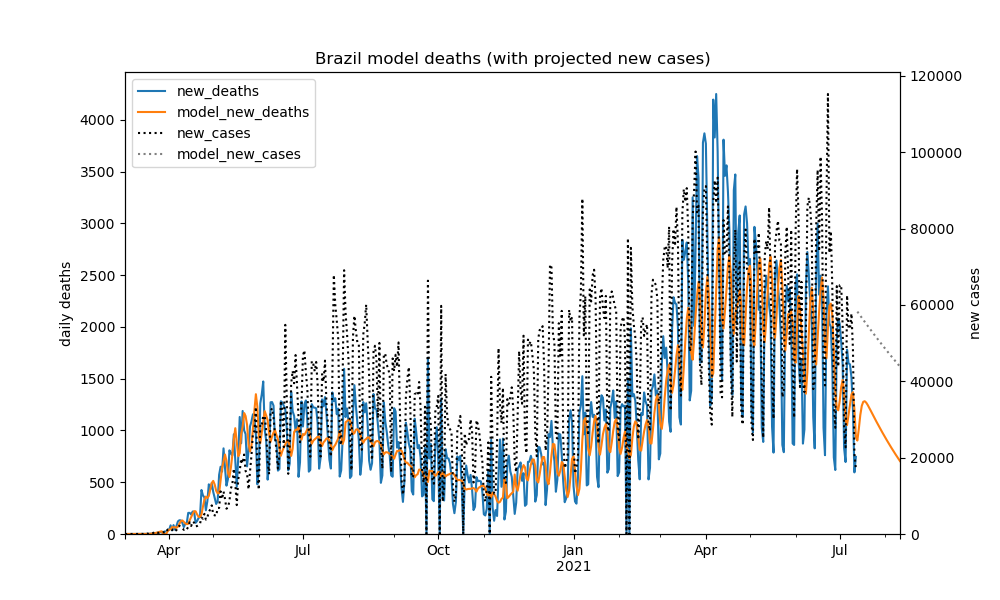 Brazil model deaths (with projected new cases)
new_deaths
model_new_deaths
new_cases
model_new_cases
daily deaths
4000
3500
3000
2500
2000
1500
1000
500
0
120000
100000
80000
60000
40000
20000
0
new cases
Apr
Jul
Oct
Jan
2021
Apr
Jul